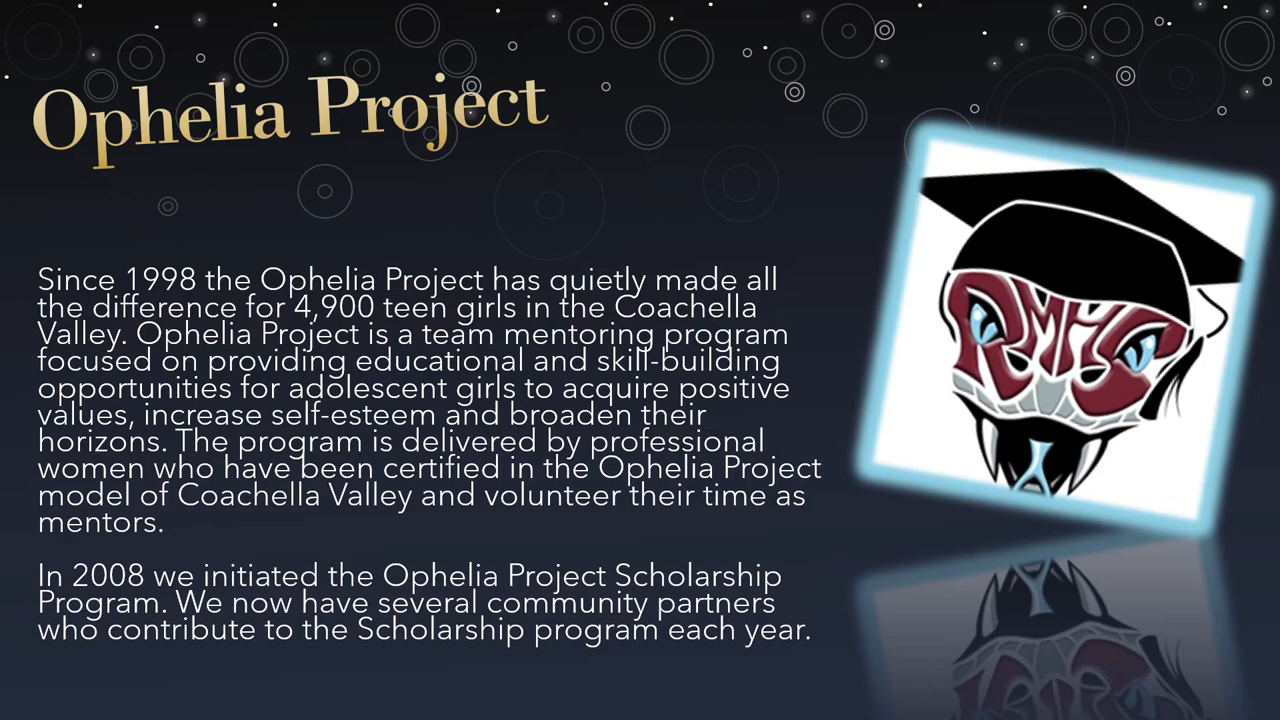 Ophelia Project
Since 1998 the Ophelia Project has quietly made all
the difference for 4,900 teen girls in the Coachella
Valley. Ophelia Project is a team mentoring program
focused on providing educational and skill-building
opportunities for adolescent girls to acquire positive
values, increase self-esteem and broaden their
horizons. The program is delivered by professional
women who have been certified in the Ophelia Project
model of Coachella Valley and volunteer their time as
mentors.
In 2008 we initiated the Ophelia Project Scholarship
Program. We now have several community partners
who contribute to the Scholarship program each year.
RMHS